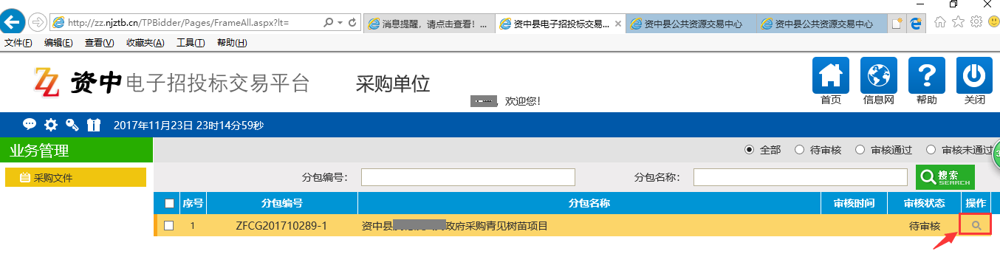 http://zz.njztb.cn/TPBidder/Pages/FrameAll.aspx?lt=
消息提醒，请点击查看！...
资中县电子招投标交易...
资中县公共资源交易中心
资中县公共资源交易中心
文件(F) 编辑(E) 查看(V) 收藏夹(A) 工具(T) 帮助(H)
ZZ 资中电子招投标交易平台 采购单位
，欢迎您！
首页 信息网 帮助 关闭
2017年11月23日 23时14分59秒
业务管理
全部 待审核 审核通过 审核未通过
采购文件
分包编号： 分包名称： 搜索
SEARCH
序号 分包编号 分包名称 审核时间 审核状态 操作
1 ZFCG201710289-1 资中县 政府采购青见树苗项目 待审核